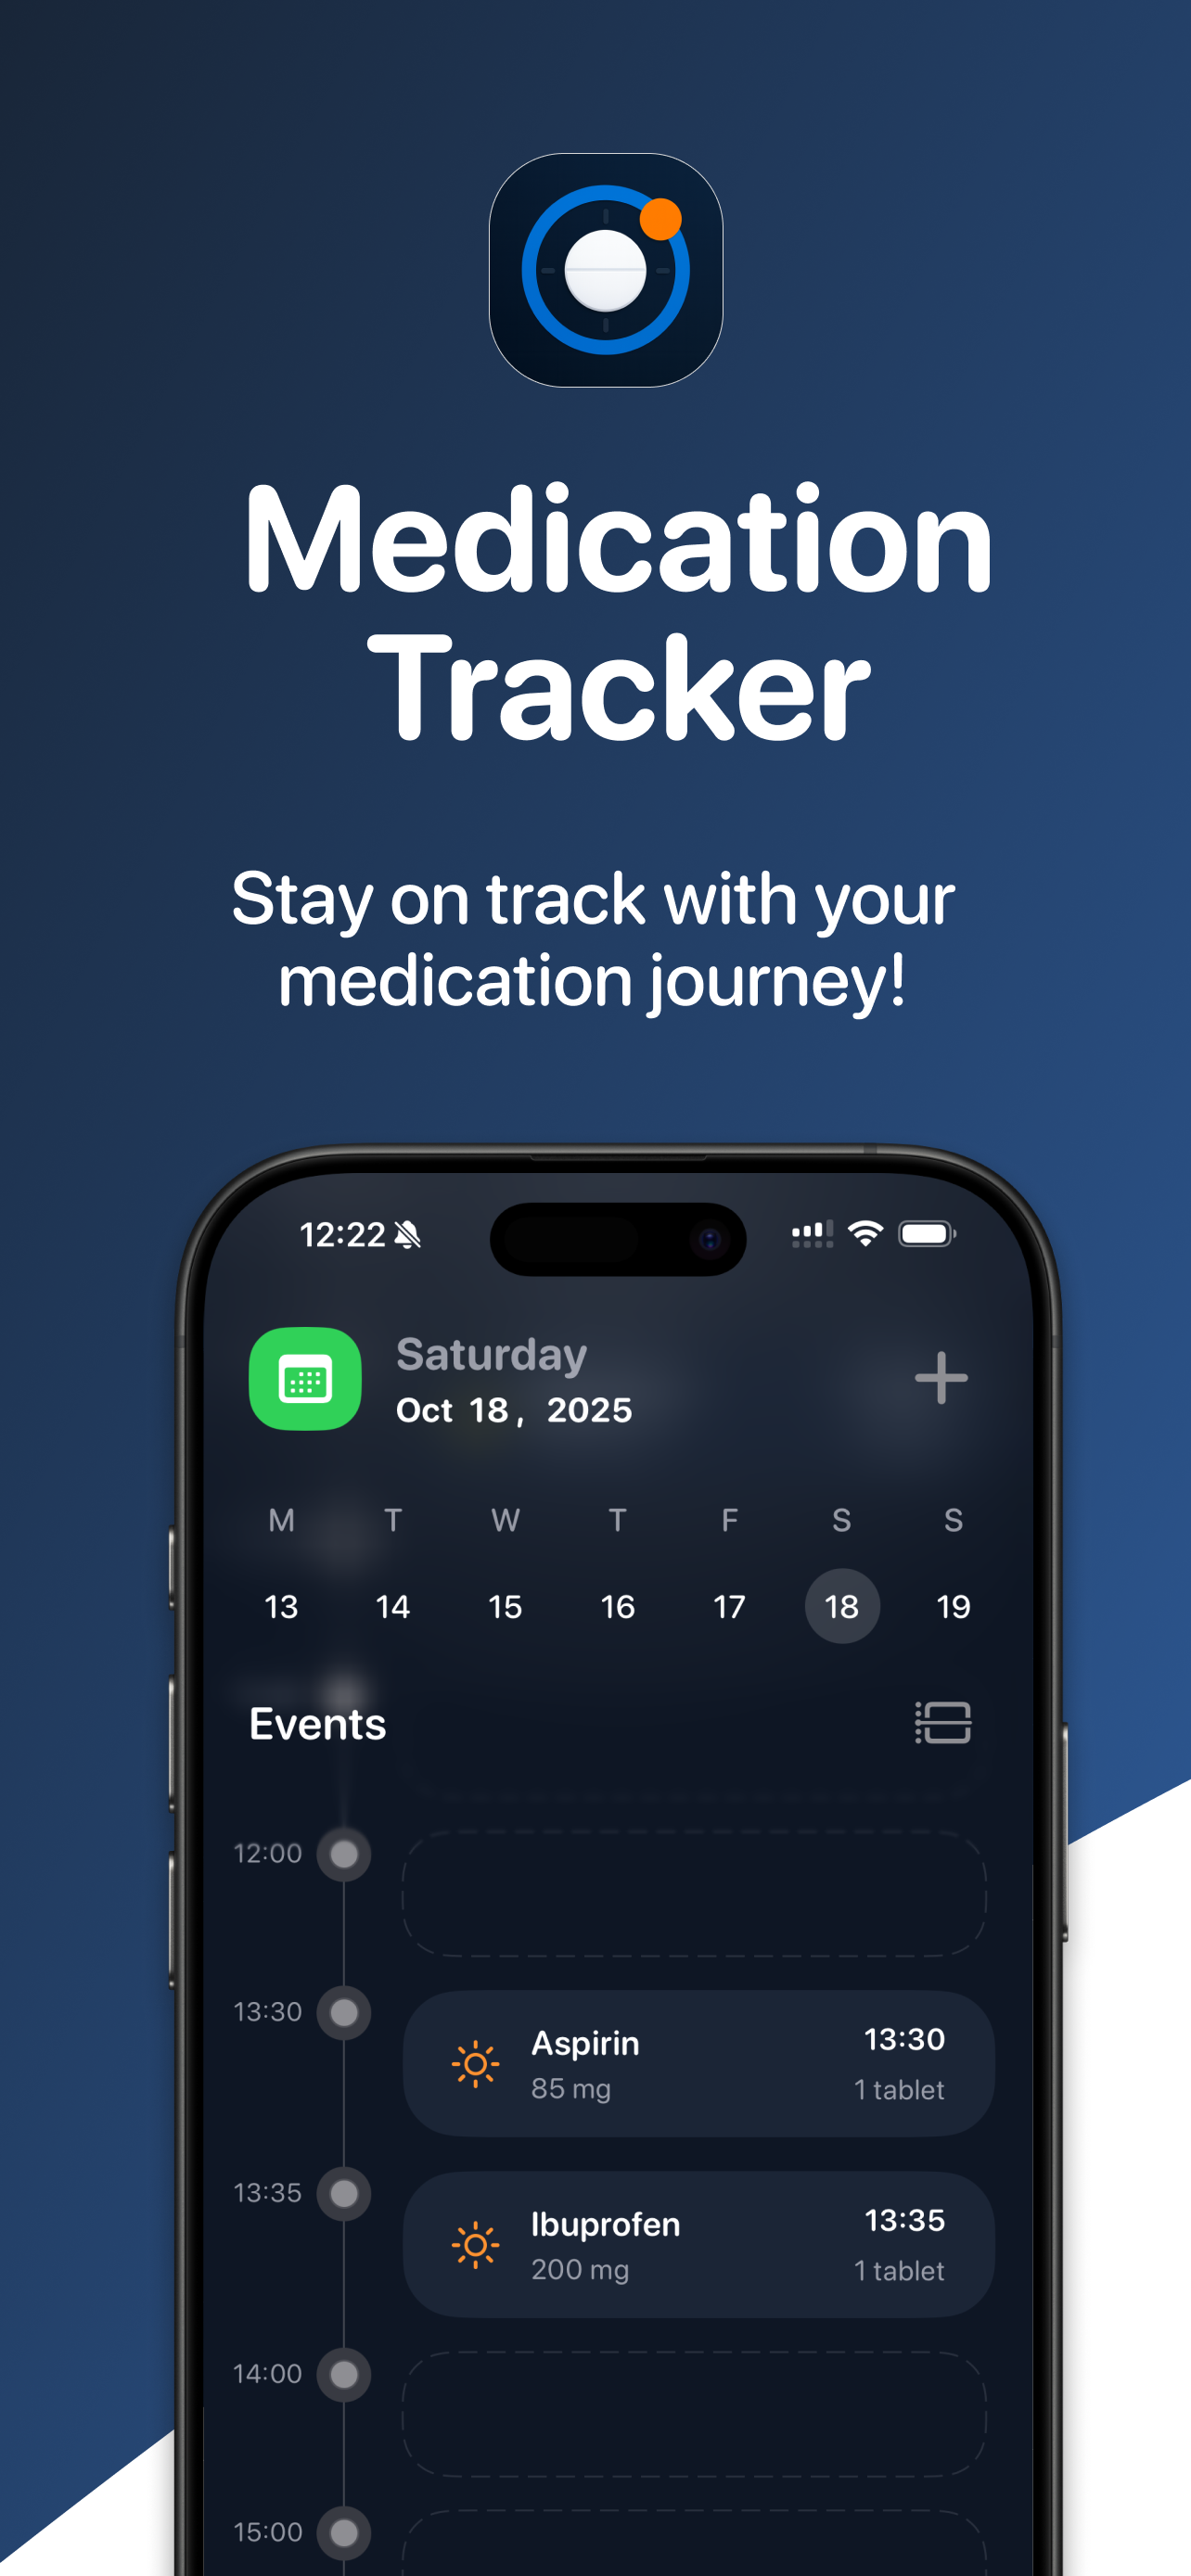 Medication
Tracker
Stay on track with your
medication journey!
12:22
Saturday
Oct 18, 2025
M T W T F S S
13 14 15 16 17 18 19
Events
12:00
13:30 Aspirin 13:30
85 mg 1 tablet
13:35 Ibuprofen 13:35
200 mg 1 tablet
14:00
15:00